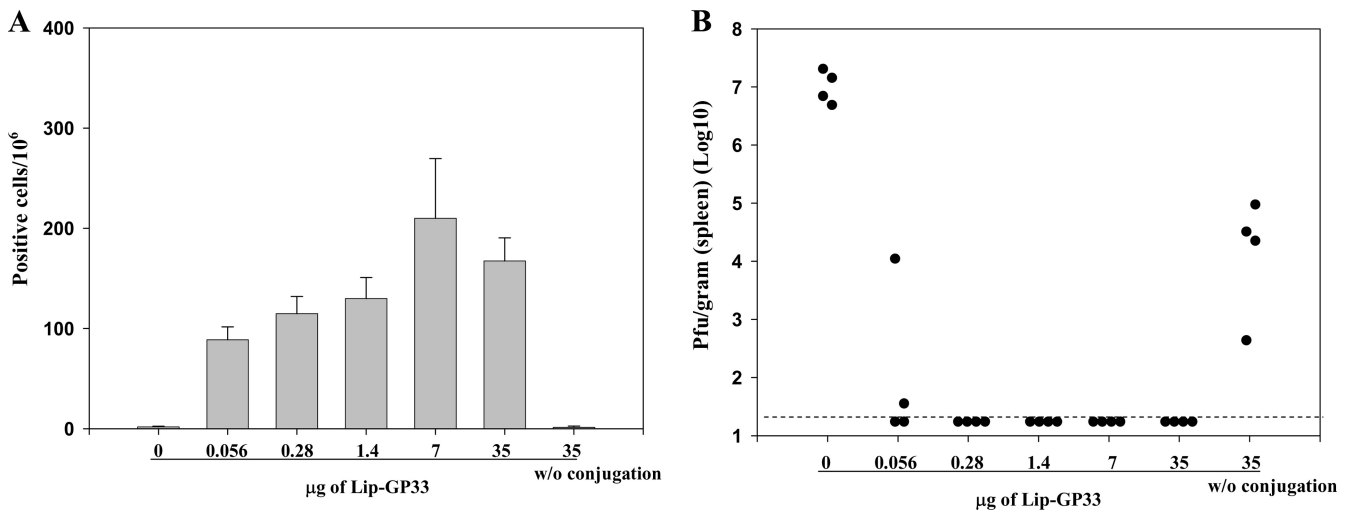 A
Positive cells/10⁶
400
300
200
100
0
0 0.056 0.28 1.4 7 35 35
w/o conjugation
μg of Lip-GP33
B
Pfu/gram (spleen) (Log10)
8
7
6
5
4
3
2
1
0 0.056 0.28 1.4 7 35 35
w/o conjugation
μg of Lip-GP33